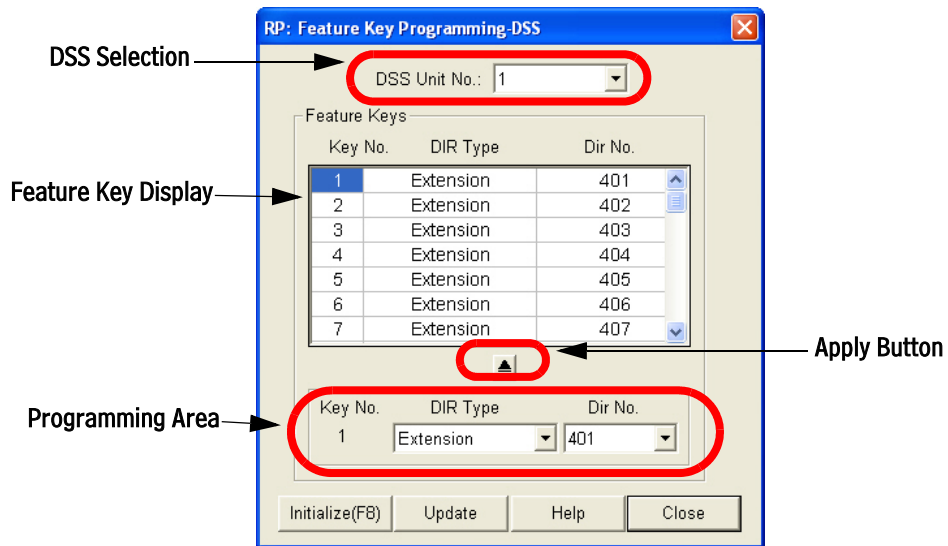 RP: Feature Key Programming-DSS
DSS Selection
DSS Unit No.: 1
Feature Keys
Key No. DIR Type Dir No.
Feature Key Display
1 Extension 401
2 Extension 402
3 Extension 403
4 Extension 404
5 Extension 405
6 Extension 406
7 Extension 407
Apply Button
Programming Area
Key No. DIR Type Dir No.
1 Extension 401
Initialize(F8) Update Help Close